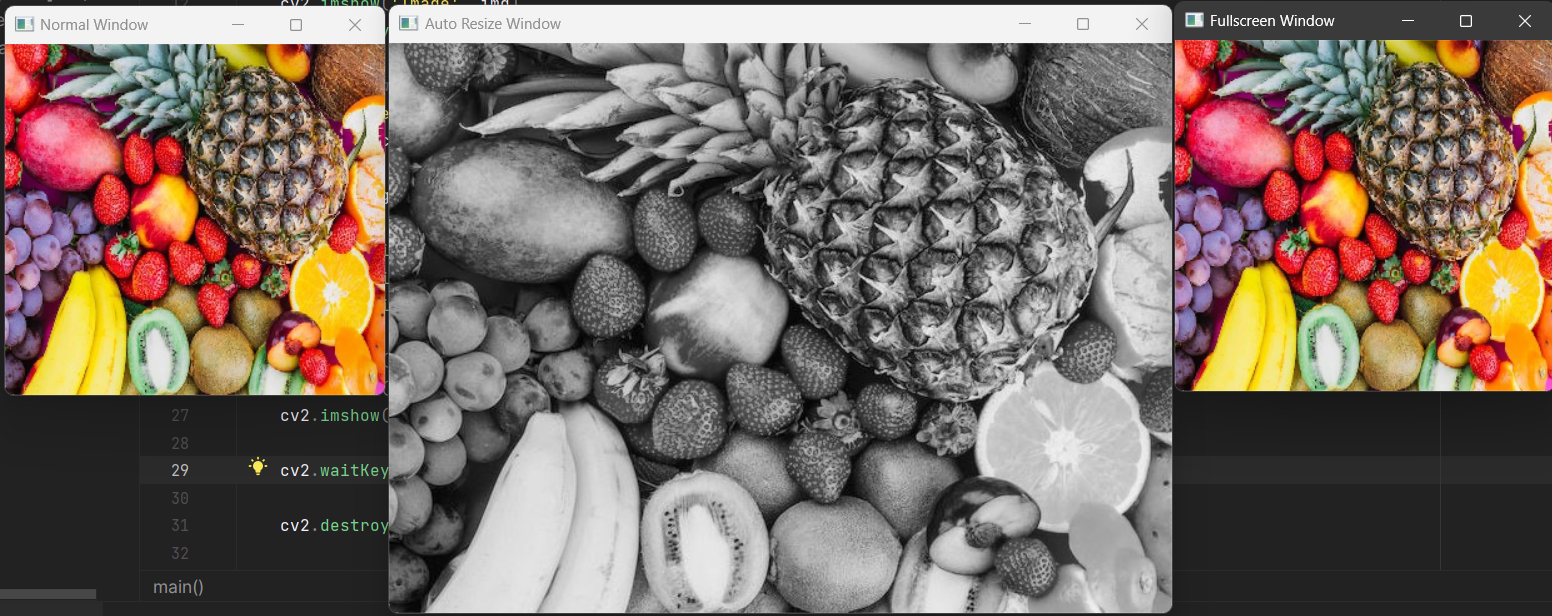 Normal Window
Auto Resize Window
Fullscreen Window
27 cv2.imshow(
28
29 cv2.waitKey
30
31 cv2.destroy
32
main()